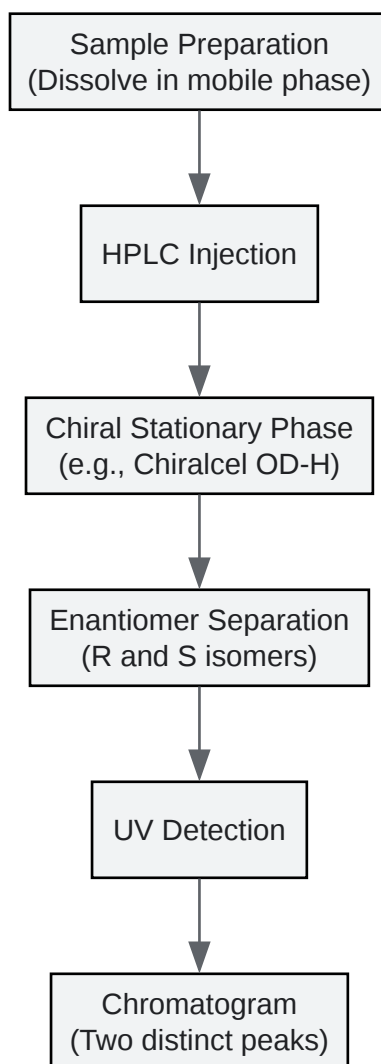 Sample Preparation
(Dissolve in mobile phase)
HPLC Injection
Chiral Stationary Phase
(e.g., Chiralcel OD-H)
Enantiomer Separation
(R and S isomers)
UV Detection
Chromatogram
(Two distinct peaks)